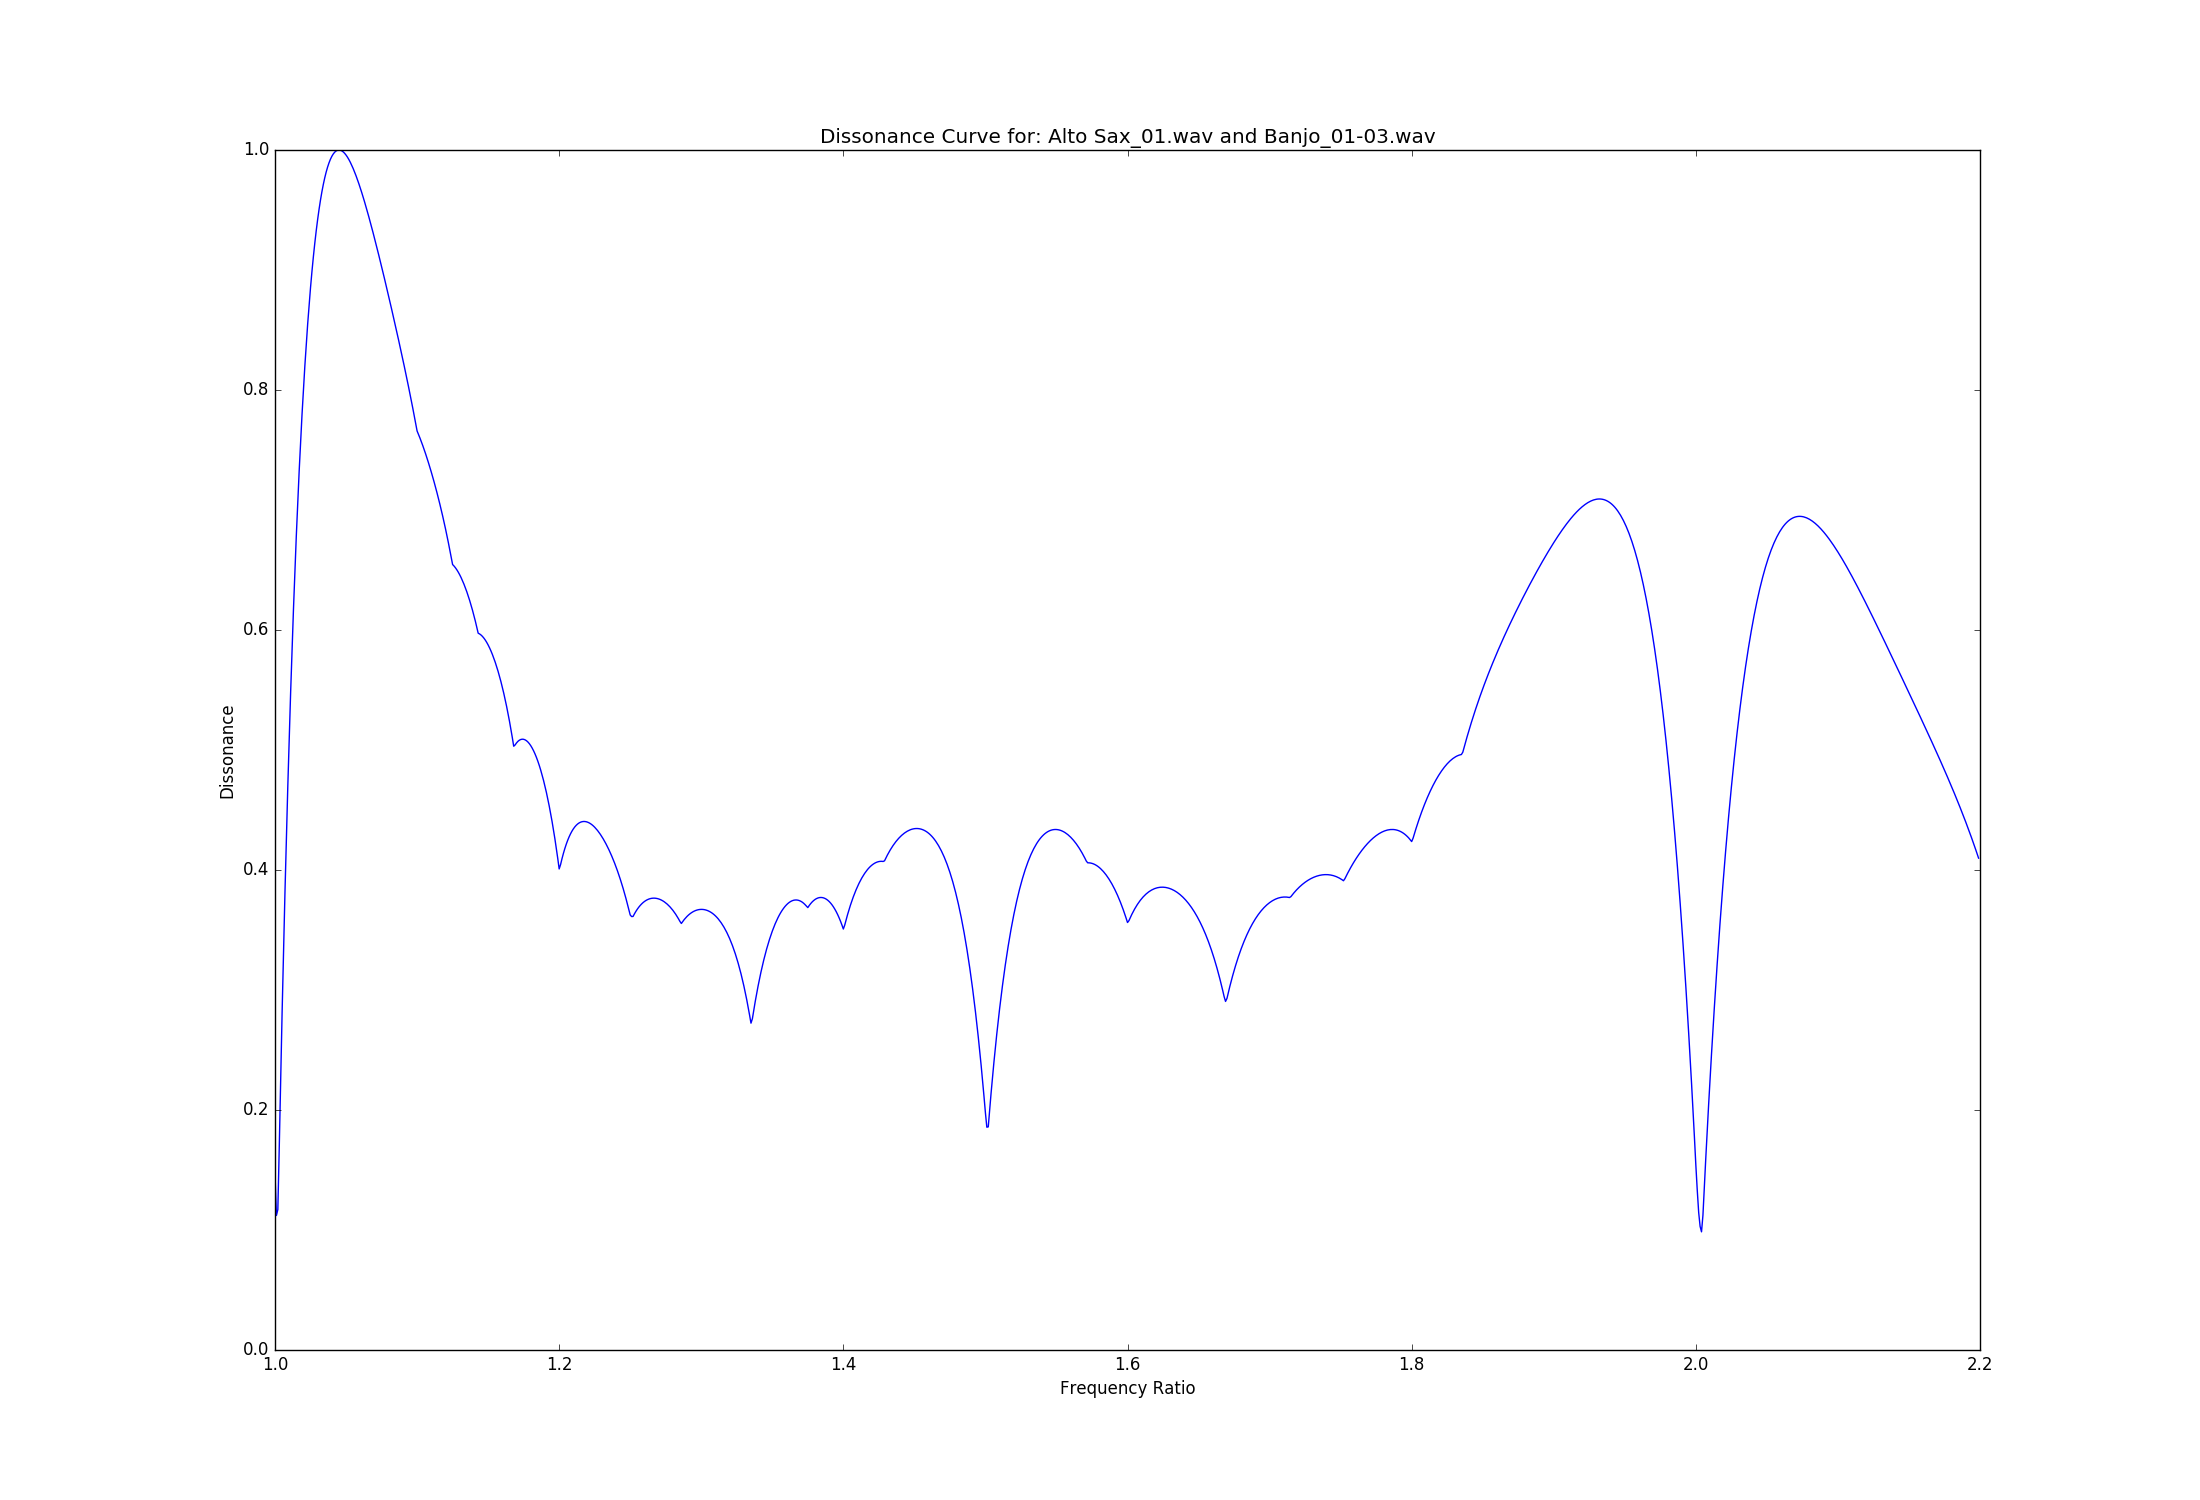 Dissonance Curve for: Alto Sax_01.wav and Banjo_01-03.wav
1.0
0.8
0.6
0.4
0.2
0.0
Dissonance
1.0 1.2 1.4 1.6 1.8 2.0 2.2
Frequency Ratio